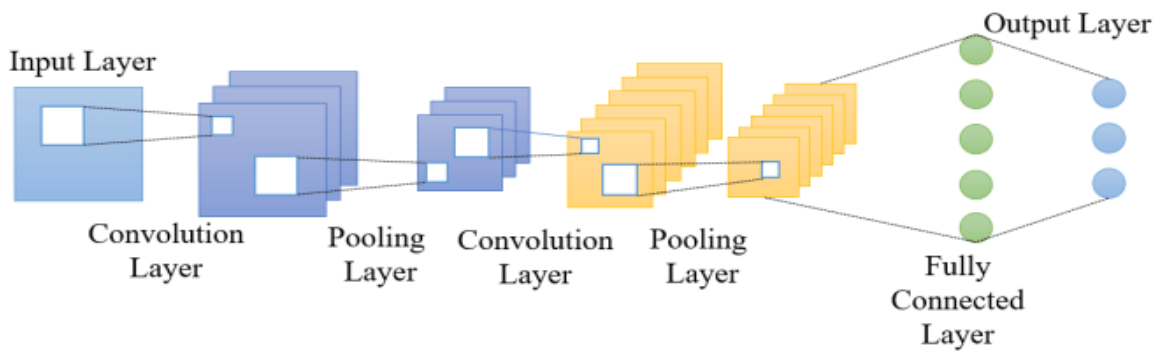 Input Layer
Output Layer
Convolution
Layer
Pooling
Layer
Convolution
Layer
Pooling
Layer
Fully
Connected
Layer